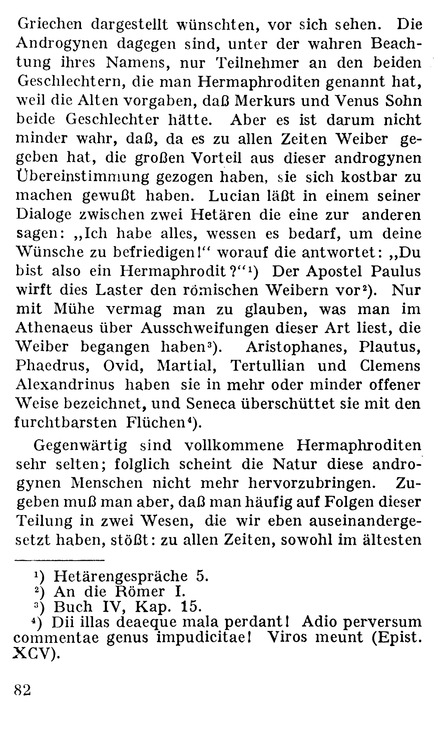 Griechen dargestellt wünschten, vor sich sehen. Die
Androgynen dagegen sind, unter der wahren Beach-
tung ihres Namens, nur Teilnehmer an den beiden
Geschlechtern, die man Hermaphroditen genannt hat,
weil die Alten vorgaben, daß Merkurs und Venus Sohn
beide Geschlechter hätte. Aber es ist darum nicht
minder wahr, daß, da es zu allen Zeiten Weiber ge-
geben hat, die großen Vorteil aus dieser androgynen
Übereinstimmung gezogen haben, sie sich kostbar zu
machen gewußt haben. Lucian läßt in einem seiner
Dialoge zwischen zwei Hetären die eine zur anderen
sagen: „Ich habe alles, wessen es bedarf, um deine
Wünsche zu befriedigen!“ worauf die antwortet: „Du
bist also ein Hermaphrodit?“¹) Der Apostel Paulus
wirft dies Laster den römischen Weibern vor²). Nur
mit Mühe vermag man zu glauben, was man im
Athenaeus über Ausschweifungen dieser Art liest, die
Weiber begangen haben³). Aristophanes, Plautus,
Phaedrus, Ovid, Martial, Tertullian und Clemens
Alexandrinus haben sie in mehr oder minder offener
Weise bezeichnet, und Seneca überschüttet sie mit den
furchtbarsten Flüchen⁴).
Gegenwärtig sind vollkommene Hermaphroditen
sehr selten; folglich scheint die Natur diese andro-
gynen Menschen nicht mehr hervorzubringen. Zu-
geben muß man aber, daß man häufig auf Folgen dieser
Teilung in zwei Wesen, die wir eben auseinanderge-
setzt haben, stößt: zu allen Zeiten, sowohl im ältesten
¹) Hetärengespräche 5.
²) An die Römer I.
³) Buch IV, Kap. 15.
⁴) Dii illas deaeque mala perdant! Adio perversum
commentae genus impudicitae! Viros meunt (Epist.
XCV).
82